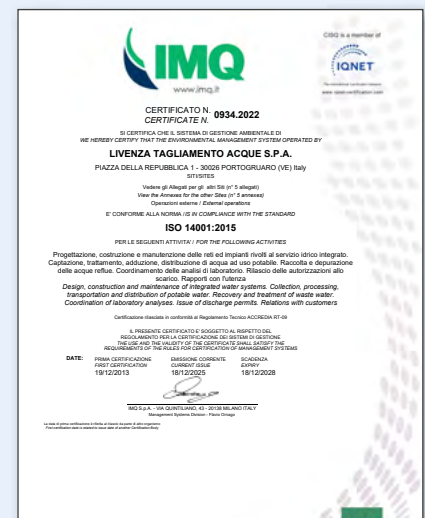 IMQ
www.imq.it
CISQ is a member of
IQNET
www.iqnet-certification.com
CERTIFICATO N. 0934.2022
CERTIFICATE N.
SI CERTIFICA CHE IL SISTEMA DI GESTIONE AMBIENTALE DI
WE HEREBY CERTIFY THAT THE ENVIRONMENTAL MANAGEMENT SYSTEM OPERATED BY
LIVENZA TAGLIAMENTO ACQUE S.P.A.
PIAZZA DELLA REPUBBLICA 1 - 30026 PORTOGRUARO (VE) Italy
SITI/SITES
Vedere gli Allegati per gli altri Siti (n° 5 allegati)
View the Annexes for the other Sites (n° 5 annexes)
Operazioni esterne / External operations
E' CONFORME ALLA NORMA / IS IN COMPLIANCE WITH THE STANDARD
ISO 14001:2015
PER LE SEGUENTI ATTIVITA' / FOR THE FOLLOWING ACTIVITIES
Progettazione, costruzione e manutenzione delle reti ed impianti rivolti al servizio idrico integrato.
Captazione, trattamento, adduzione, distribuzione di acqua ad uso potabile. Raccolta e depurazione
delle acque reflue. Coordinamento delle analisi di laboratorio. Rilascio delle autorizzazioni allo
scarico. Rapporti con l'utenza
Design, construction and maintenance of integrated water systems. Collection, processing,
transportation and distribution of potable water. Recovery and treatment of waste water.
Coordination of laboratory analyses. Issue of discharge permits. Relations with customers
Certificazione rilasciata in conformità al Regolamento Tecnico ACCREDIA RT-09
IL PRESENTE CERTIFICATO E' SOGGETTO AL RISPETTO DEL
REGOLAMENTO PER LA CERTIFICAZIONE DEI SISTEMI DI GESTIONE
THE USE AND THE VALIDITY OF THE CERTIFICATE SHALL SATISFY THE
REQUIREMENTS OF THE RULES FOR CERTIFICATION OF MANAGEMENT SYSTEMS
DATE: PRIMA CERTIFICAZIONE EMISSIONE CORRENTE SCADENZA
FIRST CERTIFICATION CURRENT ISSUE EXPIRY
19/12/2013 18/12/2025 18/12/2028
IMQ S.p.A. - VIA QUINTILIANO, 43 - 20138 MILANO ITALY
Management Systems Division - Flavio Ornago